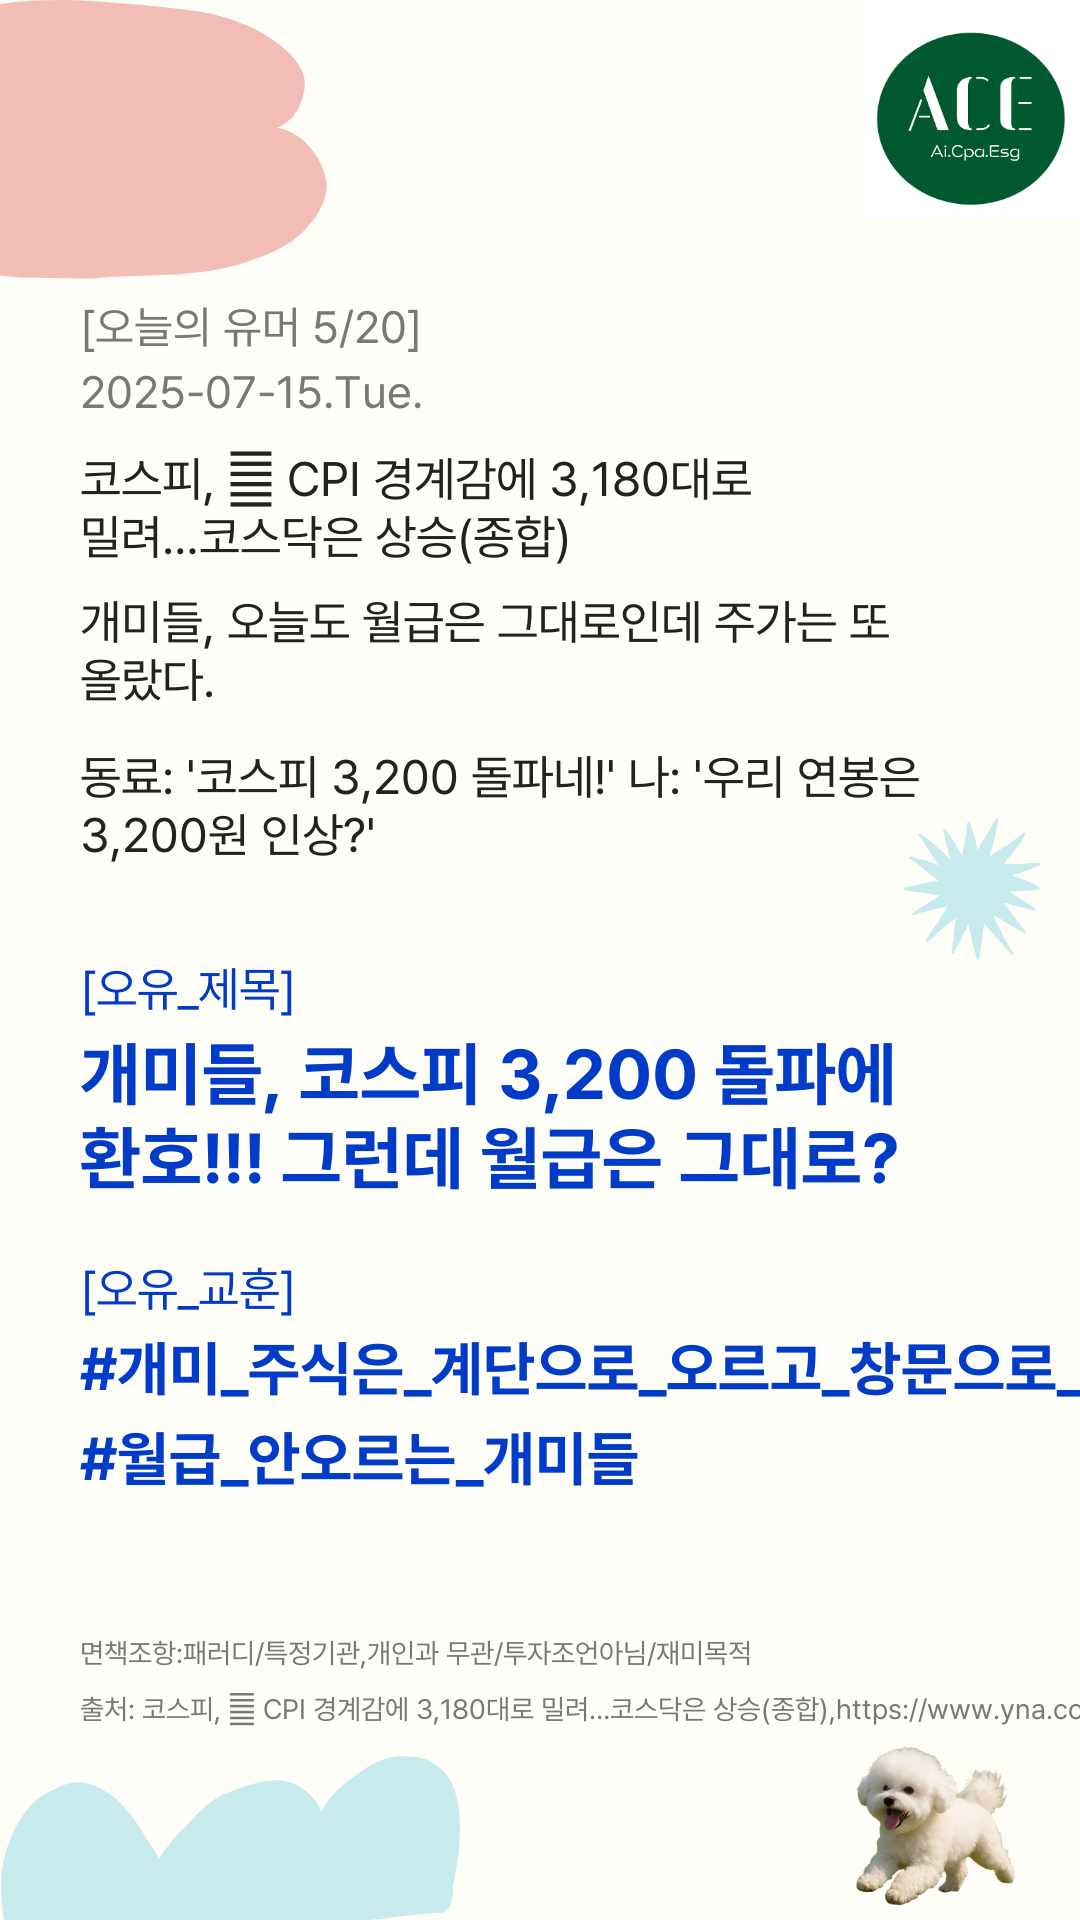 ACE
Ai.Cpa.Esg
[오늘의 유머 5/20]
2025-07-15.Tue.
코스피, CPI 경계감에 3,180대로
밀려...코스닥은 상승(종합)
개미들, 오늘도 월급은 그대로인데 주가는 또
올랐다.
동료: '코스피 3,200 돌파네!' 나: '우리 연봉은
3,200원 인상?'
[오유_제목]
개미들, 코스피 3,200 돌파에
환호!!! 그런데 월급은 그대로?
[오유_교훈]
#개미_주식은_계단으로_오르고_창문으로_
#월급_안오르는_개미들
면책조항:패러디/특정기관,개인과 무관/투자조언아님/재미목적
출처: 코스피, CPI 경계감에 3,180대로 밀려...코스닥은 상승(종합),https://www.yna.co